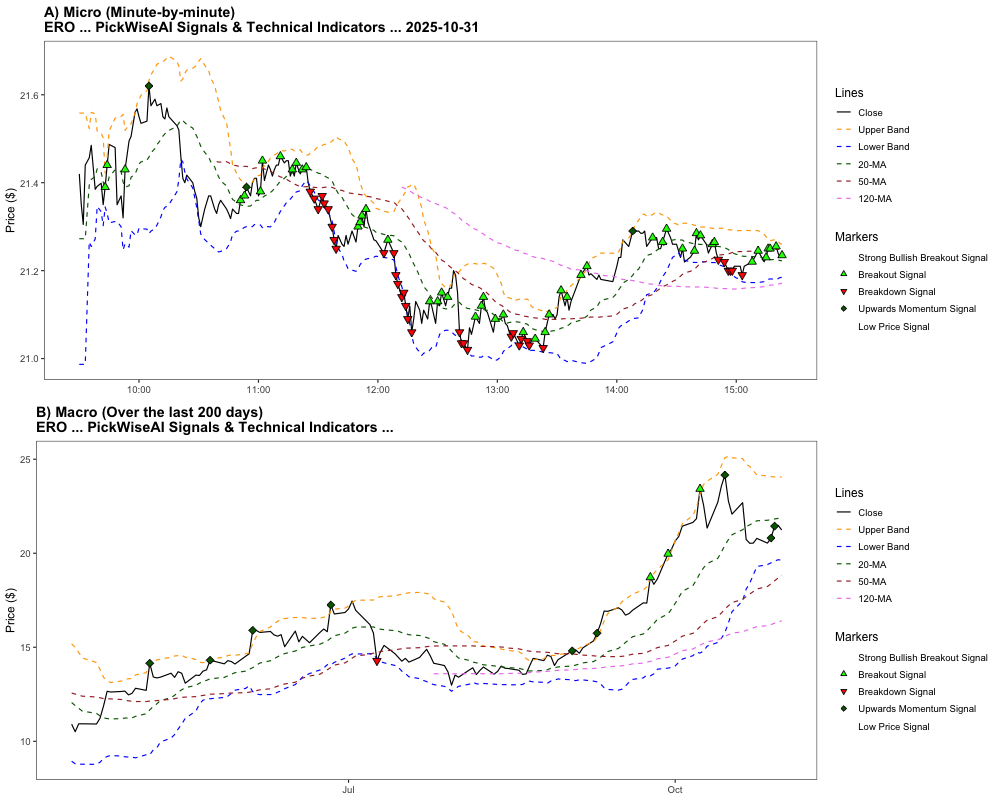 A) Micro (Minute-by-minute)
ERO ... PickWiseAI Signals & Technical Indicators ... 2025-10-31
Price ($)
21.6
21.4
21.2
21.0
10:00 11:00 12:00 13:00 14:00 15:00
Lines
Close
Upper Band
Lower Band
20-MA
50-MA
120-MA
Markers
Strong Bullish Breakout Signal
Breakout Signal
Breakdown Signal
Upwards Momentum Signal
Low Price Signal
B) Macro (Over the last 200 days)
ERO ... PickWiseAI Signals & Technical Indicators ...
Price ($)
25
20
15
10
Jul Oct
Lines
Close
Upper Band
Lower Band
20-MA
50-MA
120-MA
Markers
Strong Bullish Breakout Signal
Breakout Signal
Breakdown Signal
Upwards Momentum Signal
Low Price Signal